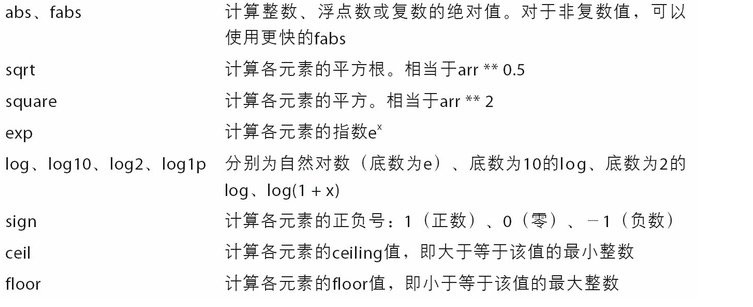 abs、fabs 计算整数、浮点数或复数的绝对值。对于非复数值，可以
使用更快的fabs
sqrt 计算各元素的平方根。相当于arr ** 0.5
square 计算各元素的平方。相当于arr ** 2
exp 计算各元素的指数eˣ
log、log10、log2、log1p 分别为自然对数（底数为e）、底数为10的log、底数为2的
log、log(1 + x)
sign 计算各元素的正负号：1（正数）、0（零）、－1（负数）
ceil 计算各元素的ceiling值，即大于等于该值的最小整数
floor 计算各元素的floor值，即小于等于该值的最大整数